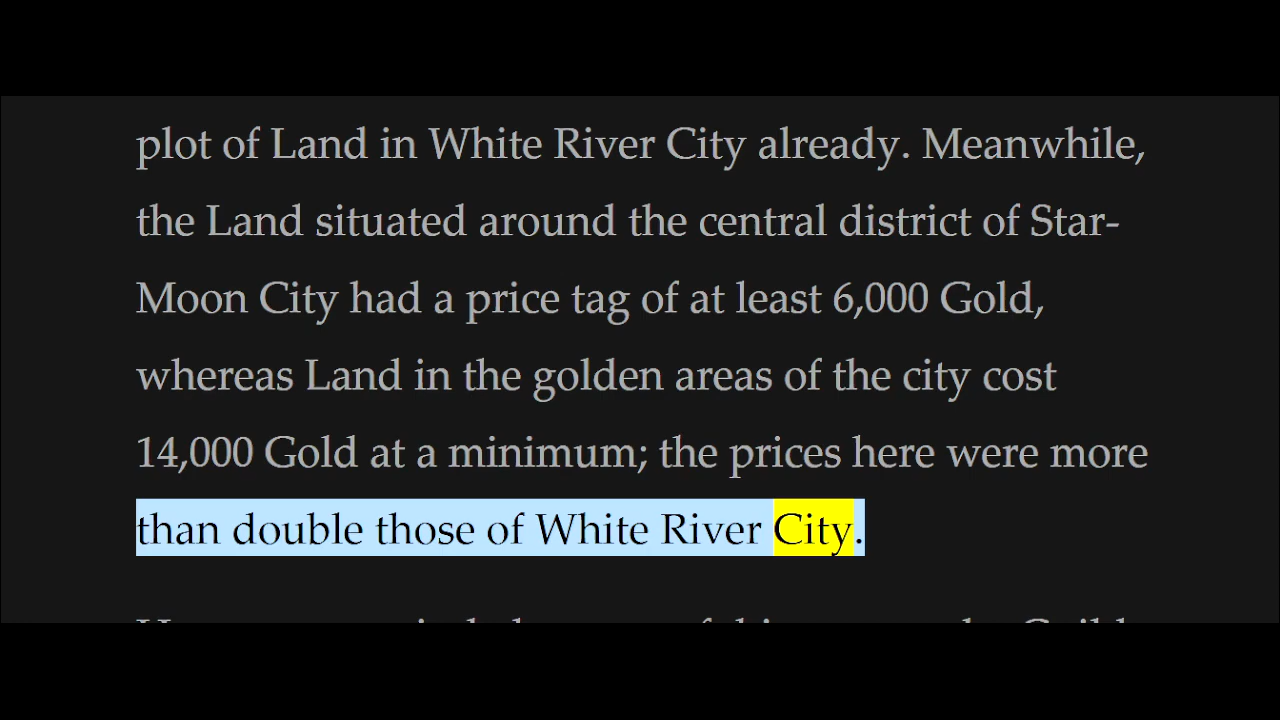 plot of Land in White River City already. Meanwhile,
the Land situated around the central district of Star-
Moon City had a price tag of at least 6,000 Gold,
whereas Land in the golden areas of the city cost
14,000 Gold at a minimum; the prices here were more
than double those of White River City.